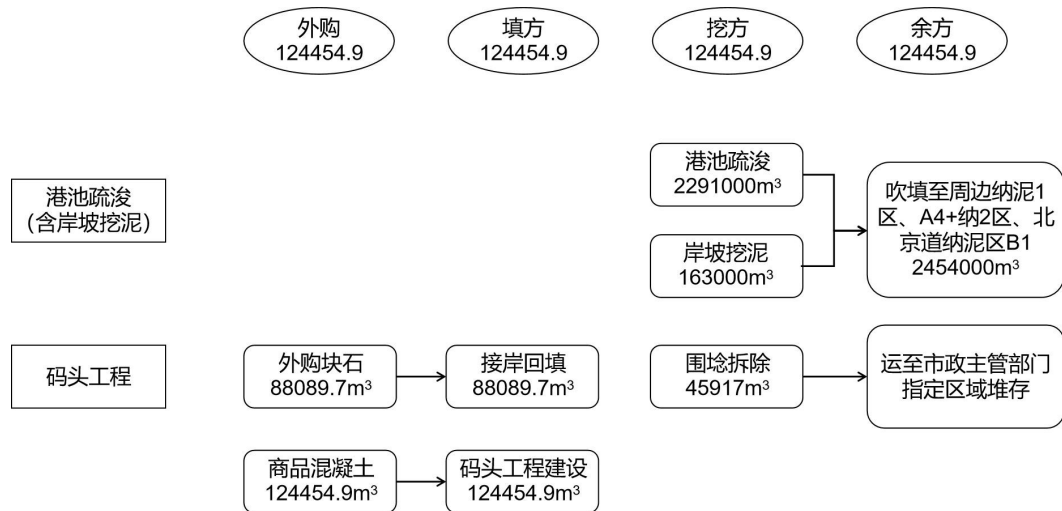 外购
124454.9
填方
124454.9
挖方
124454.9
余方
124454.9
港池疏浚
（含岸坡挖泥）
港池疏浚
2291000m³
岸坡挖泥
163000m³
吹填至周边纳泥1
区、A4+纳2区、北
京道纳泥区B1
2454000m³
码头工程
外购块石
88089.7m³
接岸回填
88089.7m³
围埝拆除
45917m³
运至市政主管部门
指定区域堆存
商品混凝土
124454.9m³
码头工程建设
124454.9m³